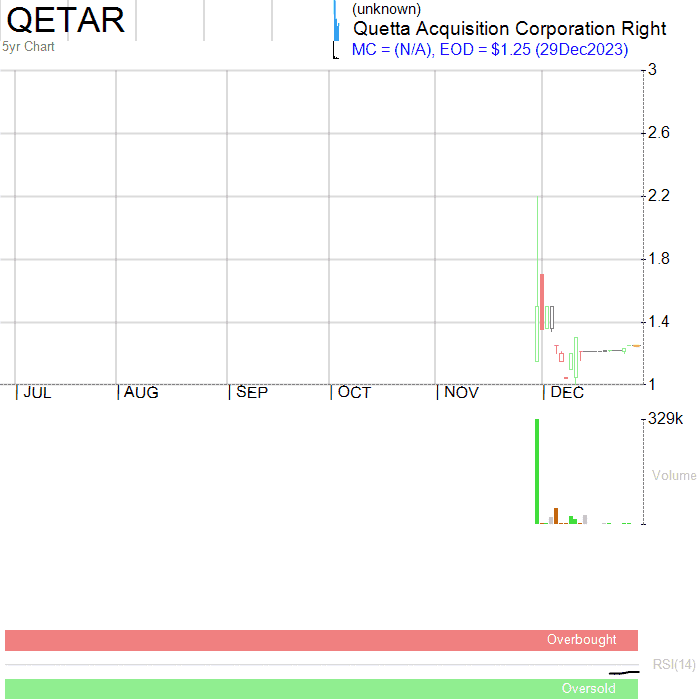 QETAR
(unknown)
Quetta Acquisition Corporation Right
5yr Chart
MC = (N/A), EOD = $1.25 (29Dec2023)
3
2.6
2.2
1.8
1.4
1
JUL AUG SEP OCT NOV DEC
329k
Volume
Overbought
RSI(14)
Oversold